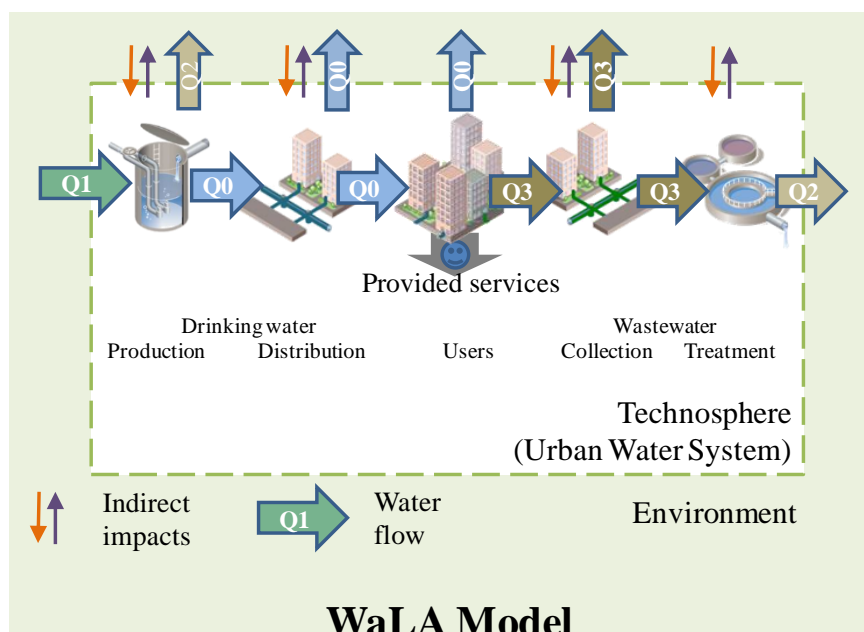 Q2
Q0
Q0
Q3
Q1
Q0
Q0
Q3
Q3
Q2
Provided services
Drinking water
Wastewater
Production
Distribution
Users
Collection
Treatment
Technosphere
(Urban Water System)
Indirect
impacts
Q1
Water
flow
Environment
WaLA Model